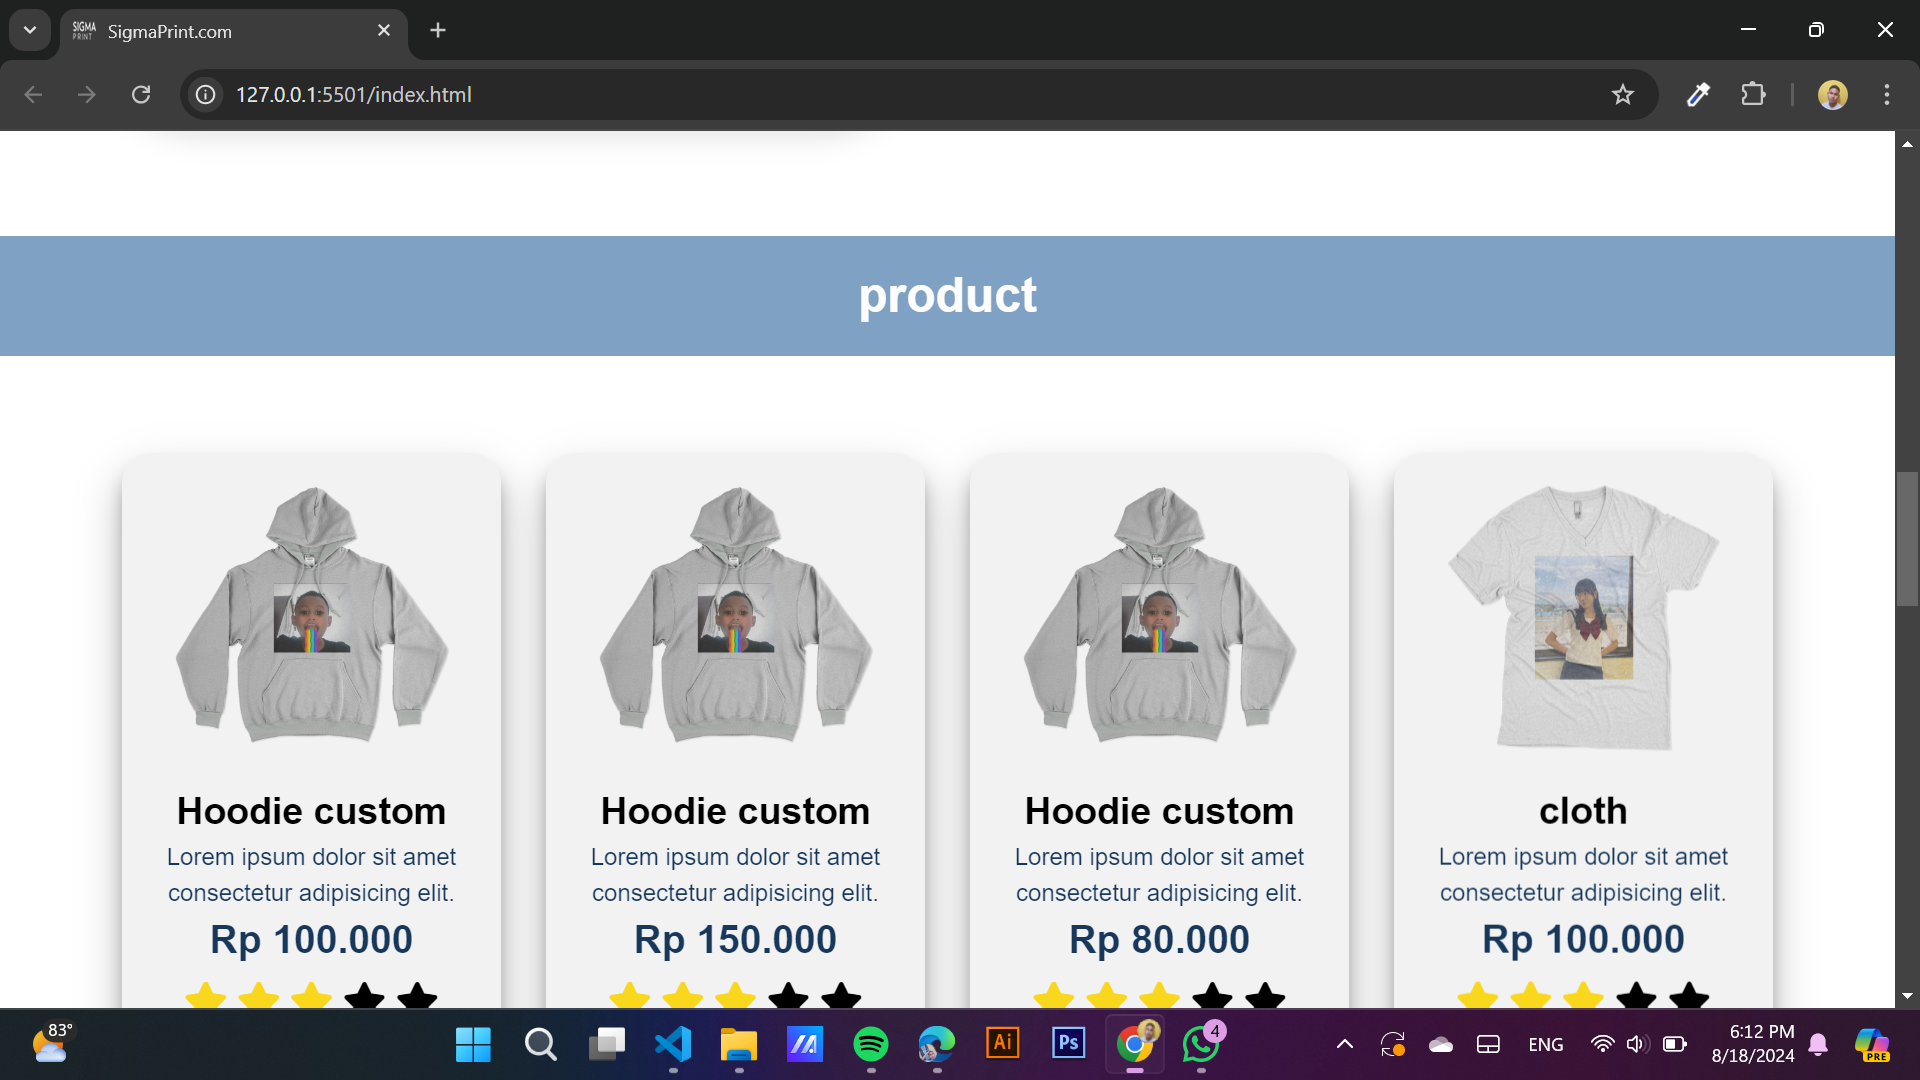 SIGMA
PRINT
SigmaPrint.com
127.0.0.1:5501/index.html
product
Hoodie custom
Lorem ipsum dolor sit amet
consectetur adipisicing elit.
Rp 100.000
Hoodie custom
Lorem ipsum dolor sit amet
consectetur adipisicing elit.
Rp 150.000
Hoodie custom
Lorem ipsum dolor sit amet
consectetur adipisicing elit.
Rp 80.000
cloth
Lorem ipsum dolor sit amet
consectetur adipisicing elit.
Rp 100.000
83°
Ai
Ps
4
ENG
6:12 PM
8/18/2024
PRE